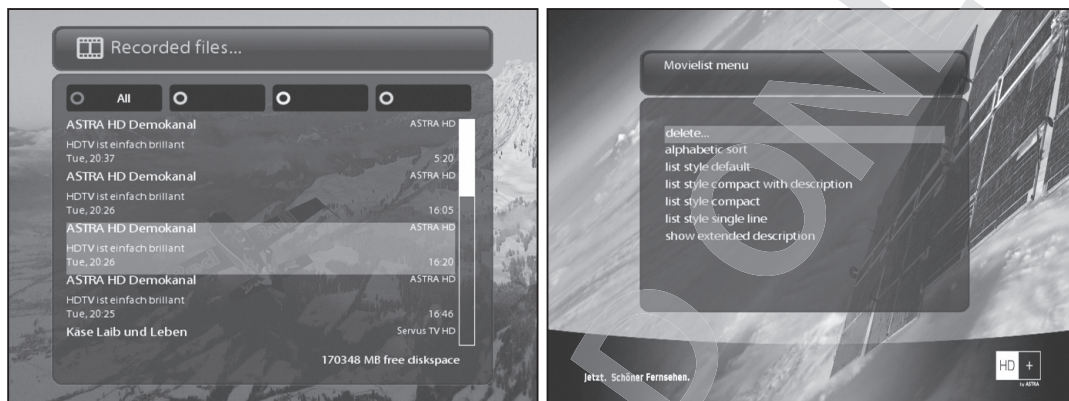 Recorded files...
All
ASTRA HD Demokanal ASTRA HD
HDTV ist einfach brillant
Tue, 20:37 5:20
ASTRA HD Demokanal ASTRA HD
HDTV ist einfach brillant
Tue, 20:26 16:05
ASTRA HD Demokanal ASTRA HD
HDTV ist einfach brillant
Tue, 20:26 16:20
ASTRA HD Demokanal ASTRA HD
HDTV ist einfach brillant
Tue, 20:25 16:46
Käse Laib und Leben Servus TV HD
170348 MB free diskspace
Movielist menu
delete...
alphabetic sort
list style default
list style compact with description
list style compact
list style single line
show extended description
Jetzt. Schöner Fernsehen.
HD +
by ASTRA